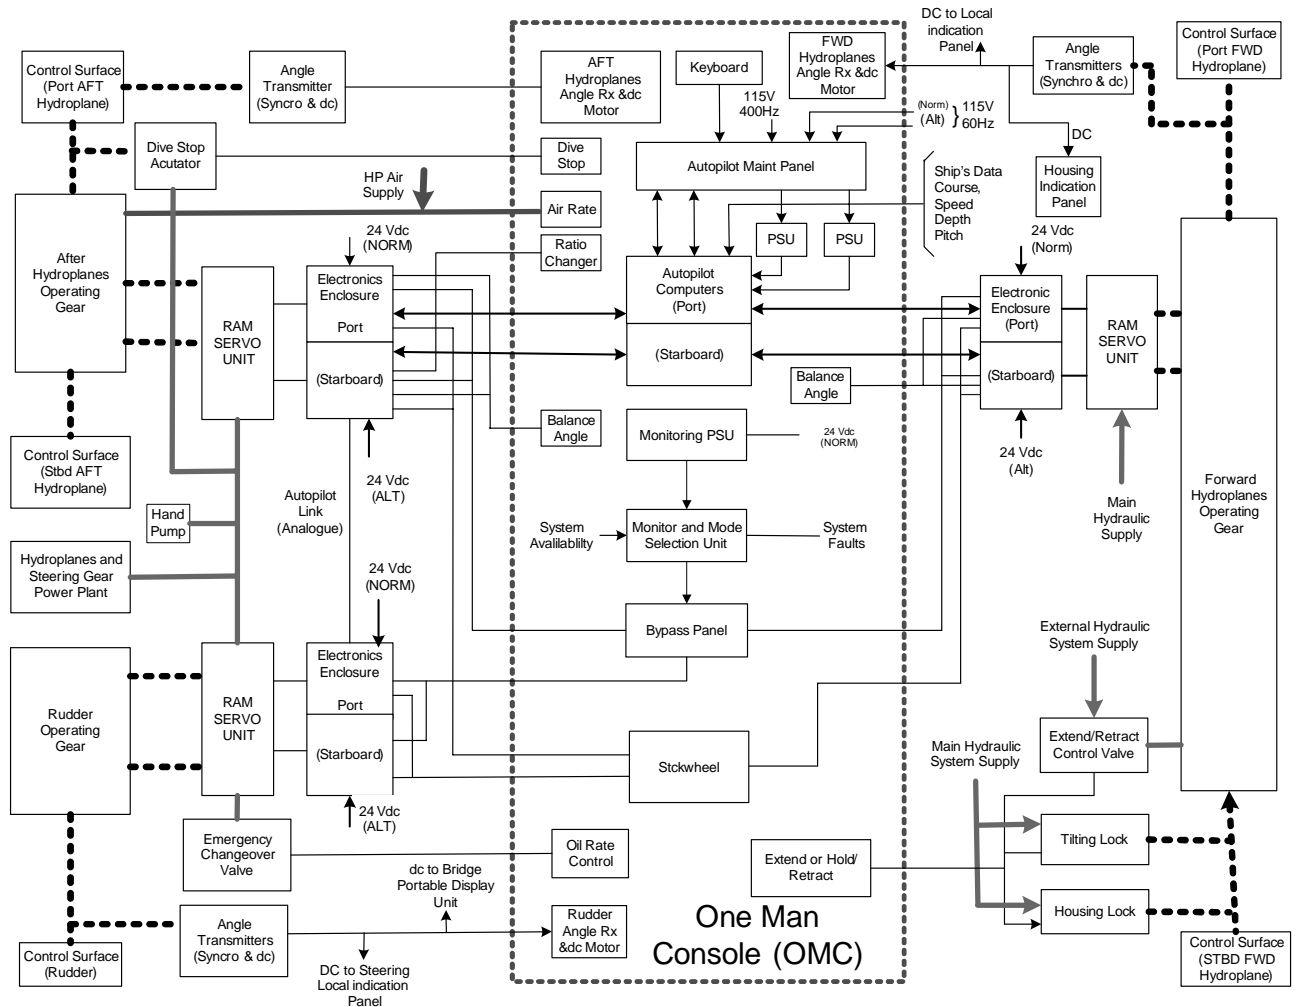 Control Surface
(Port AFT
Hydroplane)
Angle
Transmitter
(Syncro & dc)
AFT
Hydroplanes
Angle Rx &dc
Motor
Keyboard
FWD
Hydroplanes
Angle Rx &dc
Motor
DC to Local
indication
Panel
Angle
Transmitters
(Synchro & dc)
Control Surface
(Port FWD
Hydroplane)
115V
400Hz
(Norm)
(Alt)
} 115V
60Hz
DC
Dive Stop
Acutator
Dive
Stop
Autopilot Maint Panel
Housing
Indication
Panel
HP Air
Supply
Air Rate
Ship's Data
Course,
Speed
Depth
Pitch
24 Vdc
(NORM)
Ratio
Changer
PSU
PSU
24 Vdc
(Norm)
After
Hydroplanes
Operating
Gear
RAM
SERVO
UNIT
Electronics
Enclosure
Port
(Starboard)
Autopilot
Computers
(Port)
(Starboard)
Electronic
Enclosure
(Port)
(Starboard)
RAM
SERVO
UNIT
Balance
Angle
Balance
Angle
Monitoring PSU
24 Vdc
(NORM)
24 Vdc
(Alt)
Control Surface
(Stbd AFT
Hydroplane)
24 Vdc
(ALT)
Autopilot
Link
(Analogue)
Main
Hydraulic
Supply
Forward
Hydroplanes
Operating
Gear
Hand
Pump
System
Avalilablilty
Monitor and Mode
Selection Unit
System
Faults
Hydroplanes and
Steering Gear
Power Plant
24 Vdc
(NORM)
Bypass Panel
External Hydraulic
System Supply
Rudder
Operating
Gear
RAM
SERVO
UNIT
Electronics
Enclosure
Port
(Starboard)
Stckwheel
Main Hydraulic
System Supply
Extend/Retract
Control Valve
24 Vdc
(ALT)
Emergency
Changeover
Valve
Oil Rate
Control
Extend or Hold/
Retract
Tilting Lock
dc to Bridge
Portable Display
Unit
Housing Lock
Angle
Transmitters
(Syncro & dc)
Rudder
Angle Rx
&dc Motor
One Man
Console (OMC)
Control Surface
(Rudder)
DC to Steering
Local indication
Panel
Control Surface
(STBD FWD
Hydroplane)